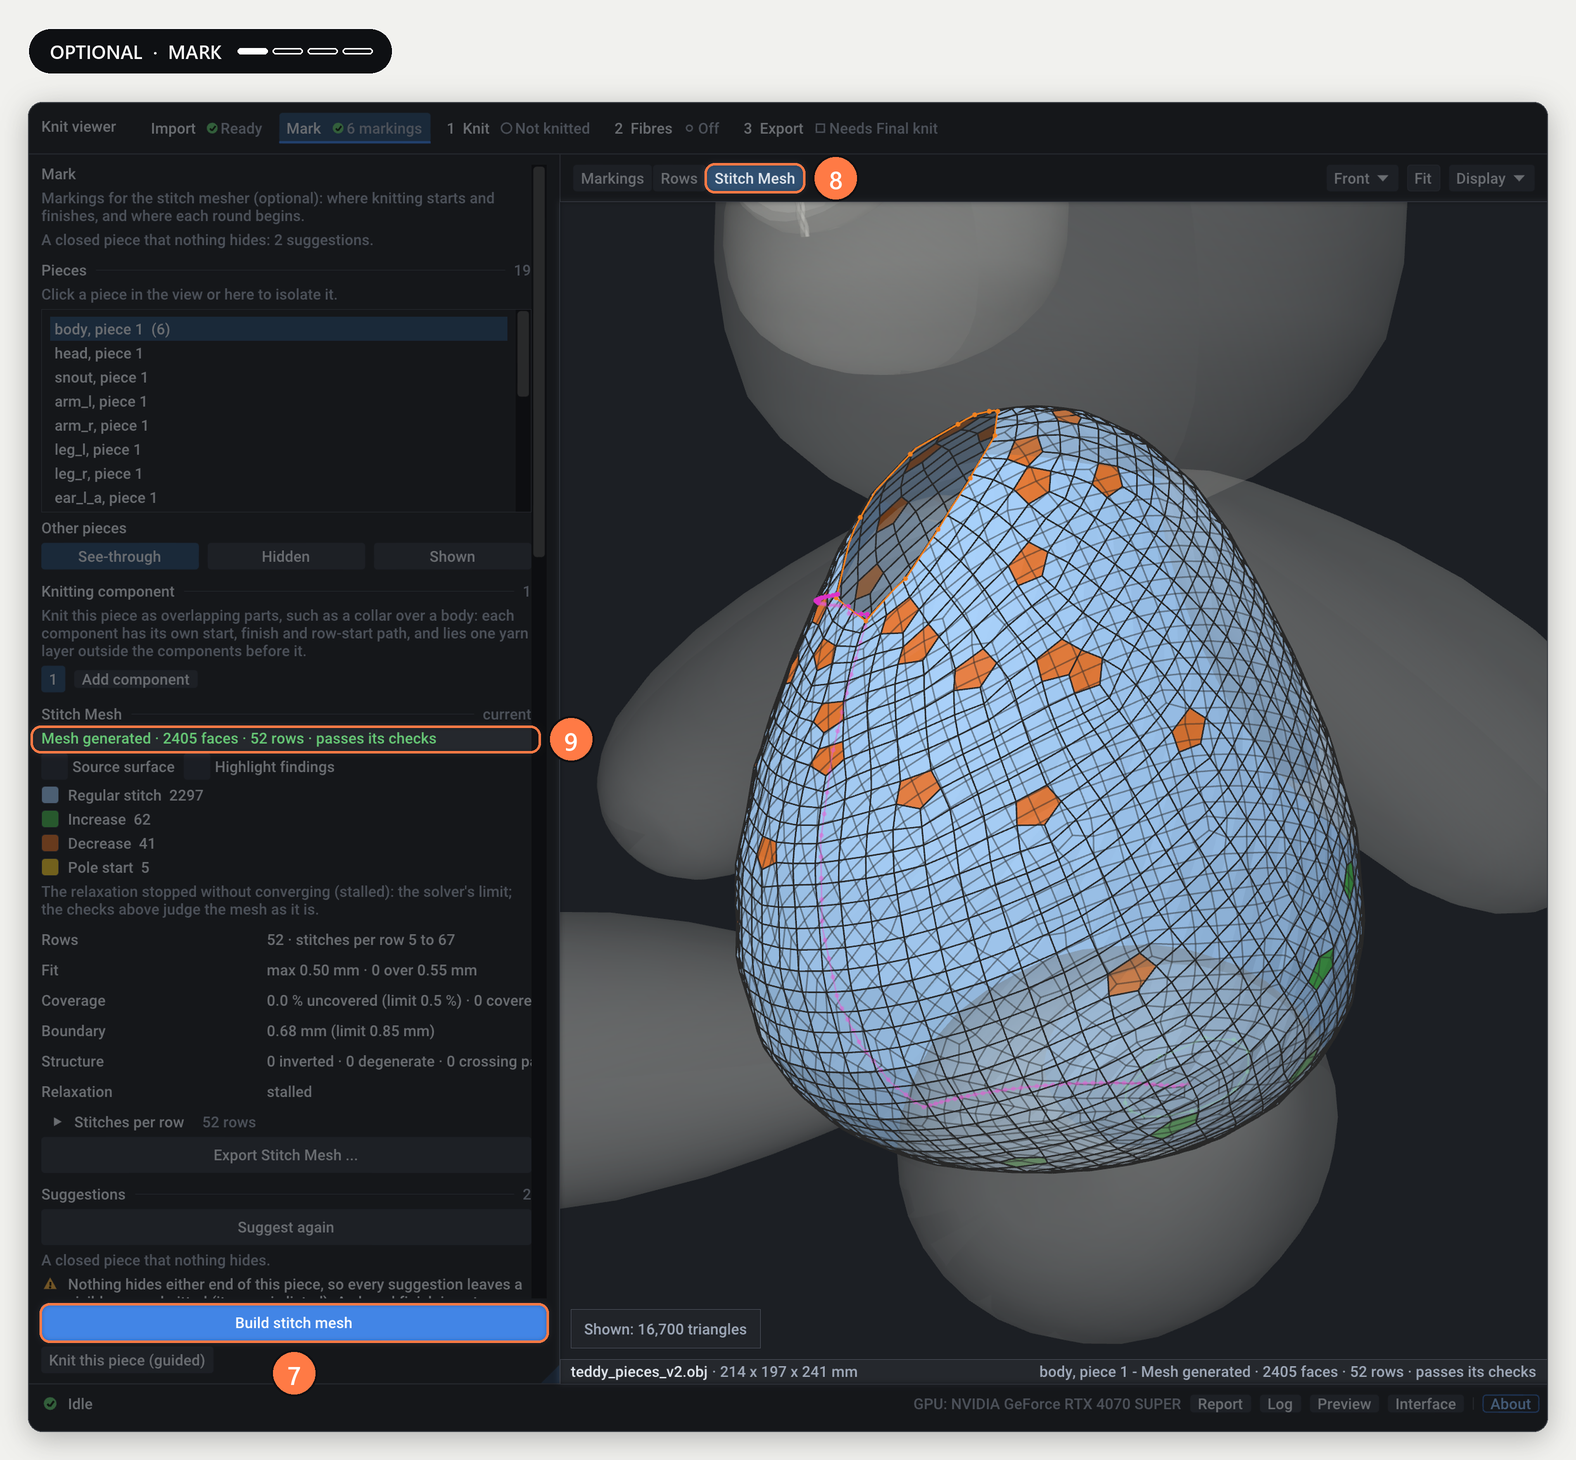 OPTIONAL · MARK
Knit viewer
Import Ready
Mark 6 markings
1 Knit Not knitted
2 Fibres Off
3 Export Needs Final knit
Mark
Markings for the stitch mesher (optional): where knitting starts and
finishes, and where each round begins.
A closed piece that nothing hides: 2 suggestions.
Pieces 19
Click a piece in the view or here to isolate it.
body, piece 1 (6)
head, piece 1
snout, piece 1
arm_l, piece 1
arm_r, piece 1
leg_l, piece 1
leg_r, piece 1
ear_l_a, piece 1
Other pieces
See-through Hidden Shown
Knitting component 1
Knit this piece as overlapping parts, such as a collar over a body: each
component has its own start, finish and row-start path, and lies one yarn
layer outside the components before it.
1 Add component
Stitch Mesh current
Mesh generated · 2405 faces · 52 rows · passes its checks
9
Source surface Highlight findings
Regular stitch 2297
Increase 62
Decrease 41
Pole start 5
The relaxation stopped without converging (stalled): the solver's limit;
the checks above judge the mesh as it is.
Rows 52 · stitches per row 5 to 67
Fit max 0.50 mm · 0 over 0.55 mm
Coverage 0.0 % uncovered (limit 0.5 %) · 0 covere
Boundary 0.68 mm (limit 0.85 mm)
Structure 0 inverted · 0 degenerate · 0 crossing
Relaxation stalled
Stitches per row 52 rows
Export Stitch Mesh ...
Suggestions 2
Suggest again
A closed piece that nothing hides.
Nothing hides either end of this piece, so every suggestion leaves a
Build stitch mesh
Knit this piece (guided)
7
Markings Rows Stitch Mesh
8
Front Fit Display
Shown: 16,700 triangles
teddy_pieces_v2.obj · 214 x 197 x 241 mm
body, piece 1 - Mesh generated · 2405 faces · 52 rows · passes its checks
Idle
GPU: NVIDIA GeForce RTX 4070 SUPER Report Log Preview Interface About